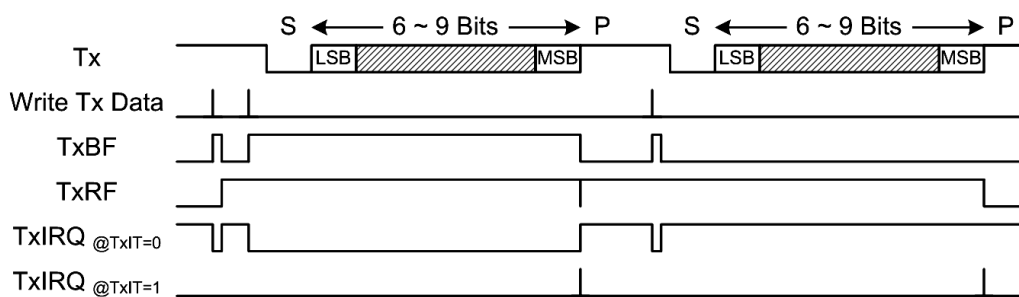 S 6 ~ 9 Bits P S 6 ~ 9 Bits P
Tx LSB MSB LSB MSB
Write Tx Data
TxBF
TxRF
TxIRQ @TxIT=0
TxIRQ @TxIT=1